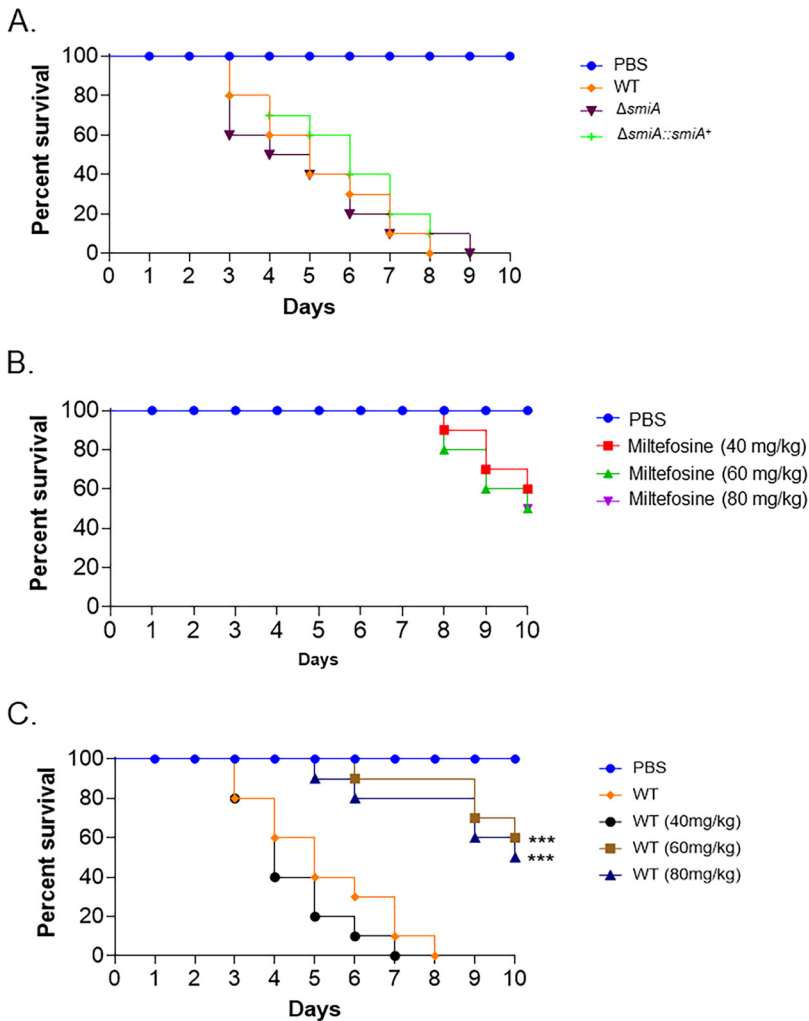 A.
Percent survival
100
80
60
40
20
0
0 1 2 3 4 5 6 7 8 9 10
Days
PBS
WT
ΔsmiA
ΔsmiA::smiA⁺
B.
Percent survival
100
80
60
40
20
0
0 1 2 3 4 5 6 7 8 9 10
Days
PBS
Miltefosine (40 mg/kg)
Miltefosine (60 mg/kg)
Miltefosine (80 mg/kg)
C.
Percent survival
100
80
60
40
20
0
0 1 2 3 4 5 6 7 8 9 10
Days
***
***
PBS
WT
WT (40mg/kg)
WT (60mg/kg)
WT (80mg/kg)